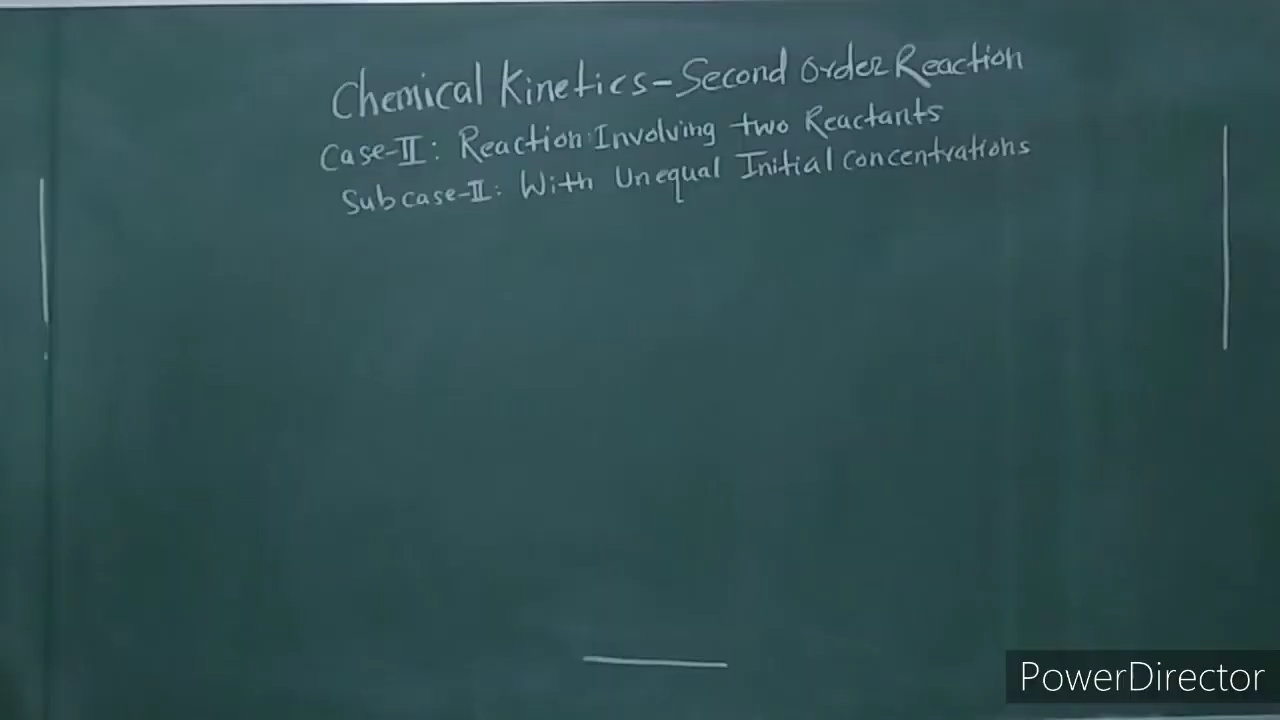 Chemical Kinetics-Second Order Reaction
Case-II: Reaction Involving two Reactants
Subcase-II: With Unequal Initial Concentrations
PowerDirector